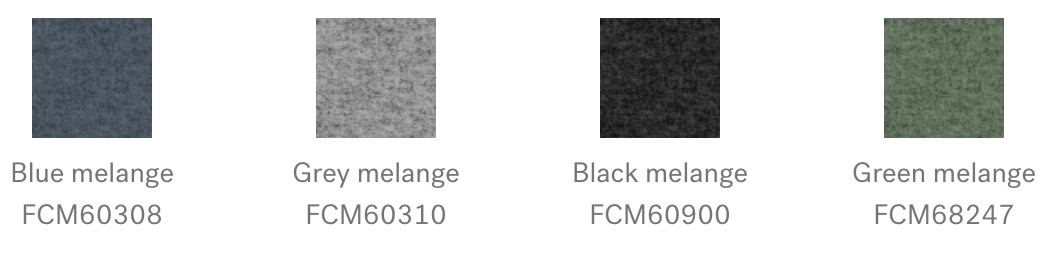 Blue melange
FCM60308
Grey melange
FCM60310
Black melange
FCM60900
Green melange
FCM68247